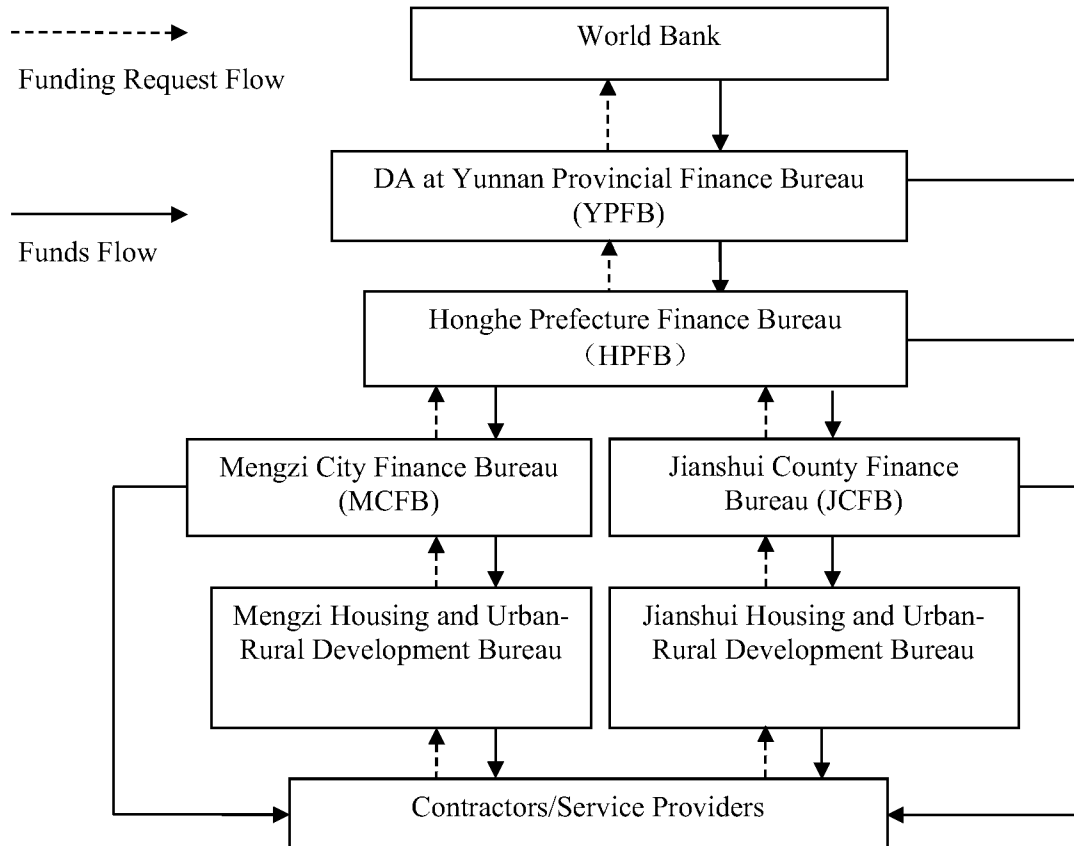 World Bank
Funding Request Flow
DA at Yunnan Provincial Finance Bureau
(YPFB)
Funds Flow
Honghe Prefecture Finance Bureau
（HPFB）
Mengzi City Finance Bureau
(MCFB)
Jianshui County Finance
Bureau (JCFB)
Mengzi Housing and Urban-
Rural Development Bureau
Jianshui Housing and Urban-
Rural Development Bureau
Contractors/Service Providers